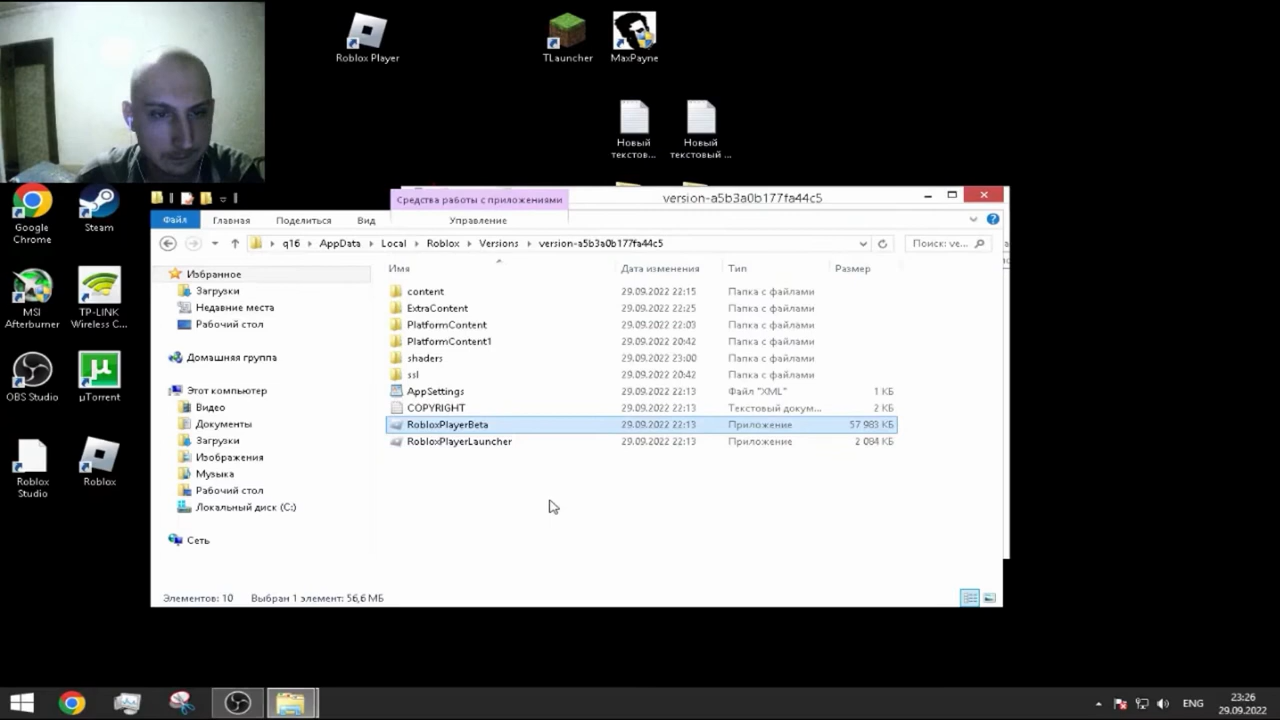 Roblox Player
TLauncher
MaxPayne
Новый
текстов...
Новый
текстовый ...
Google
Chrome
Steam
MSI
Afterburner
TP-LINK
Wireless C...
OBS Studio
µTorrent
Roblox
Studio
Roblox
Средства работы с приложениями
version-a5b3a0b177fa44c5
Файл
Главная
Поделиться
Вид
Управление
q16
AppData
Local
Roblox
Versions
version-a5b3a0b177fa44c5
Поиск: ve...
Избранное
Загрузки
Недавние места
Рабочий стол
Домашняя группа
Этот компьютер
Видео
Документы
Загрузки
Изображения
Музыка
Рабочий стол
Локальный диск (C:)
Сеть
Имя Дата изменения Тип Размер
content 29.09.2022 22:15 Папка с файлами
ExtraContent 29.09.2022 22:25 Папка с файлами
PlatformContent 29.09.2022 22:03 Папка с файлами
PlatformContent1 29.09.2022 20:42 Папка с файлами
shaders 29.09.2022 23:00 Папка с файлами
ssl 29.09.2022 20:42 Папка с файлами
AppSettings 29.09.2022 22:13 Файл "XML" 1 КБ
COPYRIGHT 29.09.2022 22:13 Текстовый докум... 2 КБ
RobloxPlayerBeta 29.09.2022 22:13 Приложение 57 983 КБ
RobloxPlayerLauncher 29.09.2022 22:13 Приложение 2 084 КБ
Элементов: 10 Выбран 1 элемент: 56,6 МБ
ENG
23:26
29.09.2022